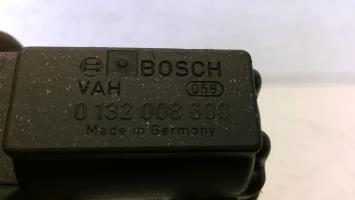 BOSCH
VAH 059
0 132 008 600
Made in Germany